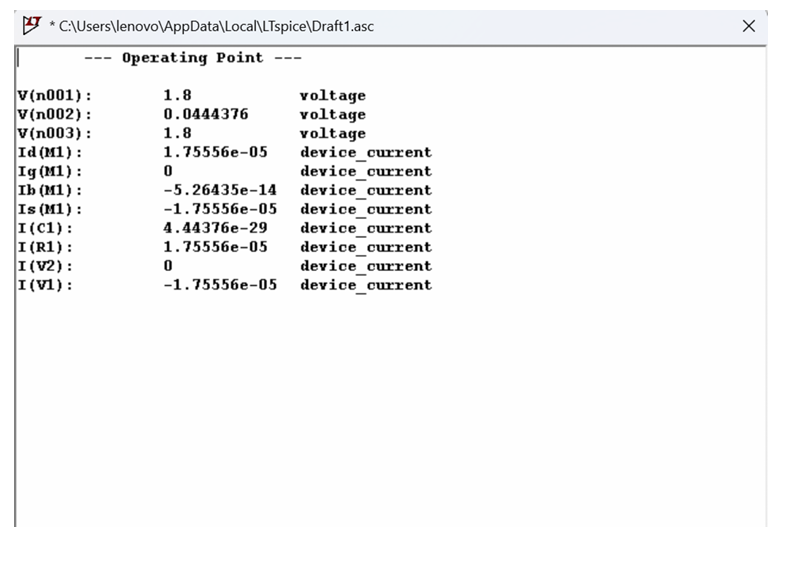 * C:\Users\lenovo\AppData\Local\LTspice\Draft1.asc
--- Operating Point ---
V(n001): 1.8 voltage
V(n002): 0.0444376 voltage
V(n003): 1.8 voltage
Id(M1): 1.75556e-05 device_current
Ig(M1): 0 device_current
Ib(M1): -5.26435e-14 device_current
Is(M1): -1.75556e-05 device_current
I(C1): 4.44376e-29 device_current
I(R1): 1.75556e-05 device_current
I(V2): 0 device_current
I(V1): -1.75556e-05 device_current